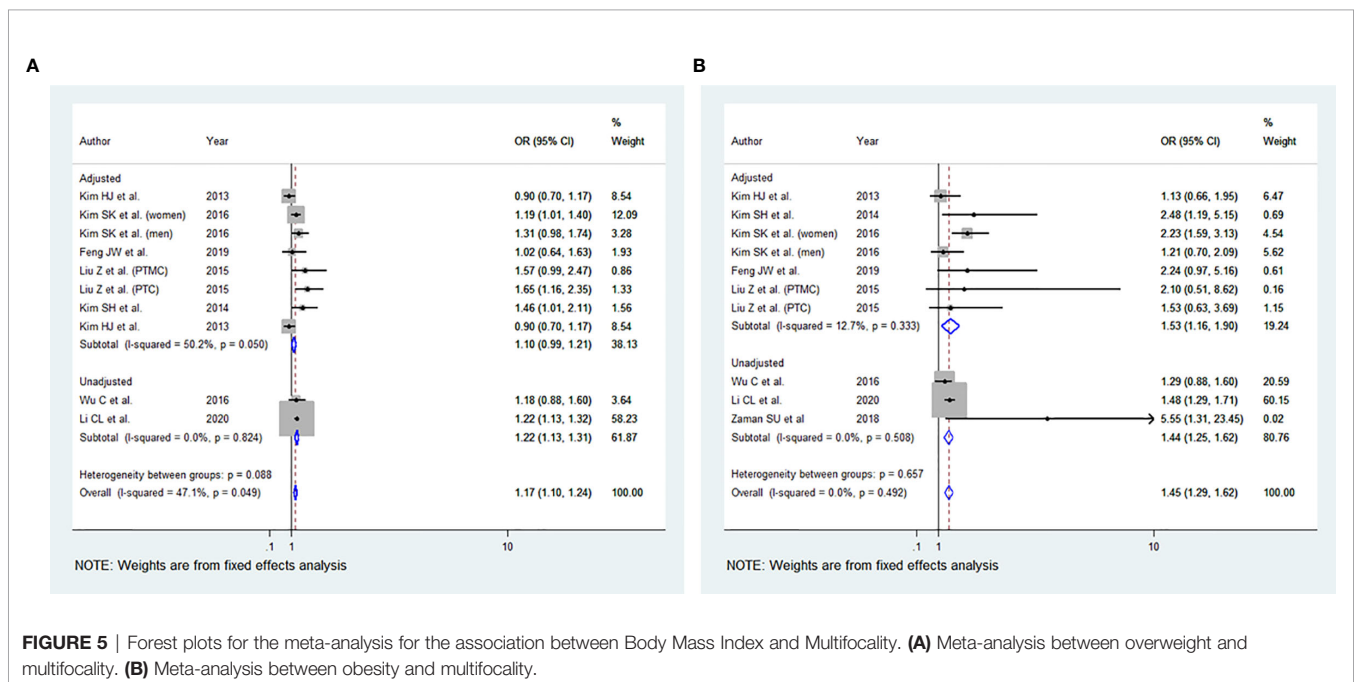 A
%
Author Year OR (95% CI) Weight
Adjusted
Kim HJ et al. 2013 0.90 (0.70, 1.17) 8.54
Kim SK et al. (women) 2016 1.19 (1.01, 1.40) 12.09
Kim SK et al. (men) 2016 1.31 (0.98, 1.74) 3.28
Feng JW et al. 2019 1.02 (0.64, 1.63) 1.93
Liu Z et al. (PTMC) 2015 1.57 (0.99, 2.47) 0.86
Liu Z et al. (PTC) 2015 1.65 (1.16, 2.35) 1.33
Kim SH et al. 2014 1.46 (1.01, 2.11) 1.56
Kim HJ et al. 2013 0.90 (0.70, 1.17) 8.54
Subtotal (I-squared = 50.2%, p = 0.050) 1.10 (0.99, 1.21) 38.13
Unadjusted
Wu C et al. 2016 1.18 (0.88, 1.60) 3.64
Li CL et al. 2020 1.22 (1.13, 1.32) 58.23
Subtotal (I-squared = 0.0%, p = 0.824) 1.22 (1.13, 1.31) 61.87
Heterogeneity between groups: p = 0.088
Overall (I-squared = 47.1%, p = 0.049) 1.17 (1.10, 1.24) 100.00
.1 1 10
NOTE: Weights are from fixed effects analysis
B
%
Author Year OR (95% CI) Weight
Adjusted
Kim HJ et al. 2013 1.13 (0.66, 1.95) 6.47
Kim SH et al. 2014 2.48 (1.19, 5.15) 0.69
Kim SK et al. (women) 2016 2.23 (1.59, 3.13) 4.54
Kim SK et al. (men) 2016 1.21 (0.70, 2.09) 5.62
Feng JW et al. 2019 2.24 (0.97, 5.16) 0.61
Liu Z et al. (PTMC) 2015 2.10 (0.51, 8.62) 0.16
Liu Z et al. (PTC) 2015 1.53 (0.63, 3.69) 1.15
Subtotal (I-squared = 12.7%, p = 0.333) 1.53 (1.16, 1.90) 19.24
Unadjusted
Wu C et al. 2016 1.29 (0.88, 1.60) 20.59
Li CL et al. 2020 1.48 (1.29, 1.71) 60.15
Zaman SU et al 2018 5.55 (1.31, 23.45) 0.02
Subtotal (I-squared = 0.0%, p = 0.508) 1.44 (1.25, 1.62) 80.76
Heterogeneity between groups: p = 0.657
Overall (I-squared = 0.0%, p = 0.492) 1.45 (1.29, 1.62) 100.00
.1 1 10
NOTE: Weights are from fixed effects analysis
FIGURE 5 | Forest plots for the meta-analysis for the association between Body Mass Index and Multifocality. (A) Meta-analysis between overweight and
multifocality. (B) Meta-analysis between obesity and multifocality.